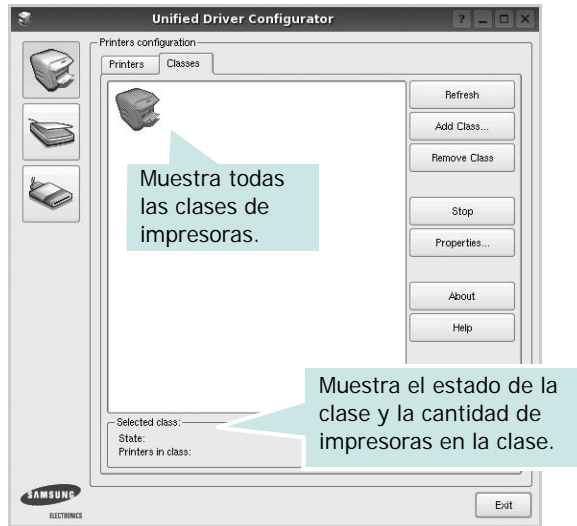 Unified Driver Configurator
Printers configuration
Printers Classes
Refresh
Add Class...
Remove Class
Muestra todas
las clases de
impresoras.
Stop
Properties...
About
Help
Muestra el estado de la
clase y la cantidad de
impresoras en la clase.
Selected class:
State:
Printers in class:
SAMSUNG
ELECTRONICS
Exit